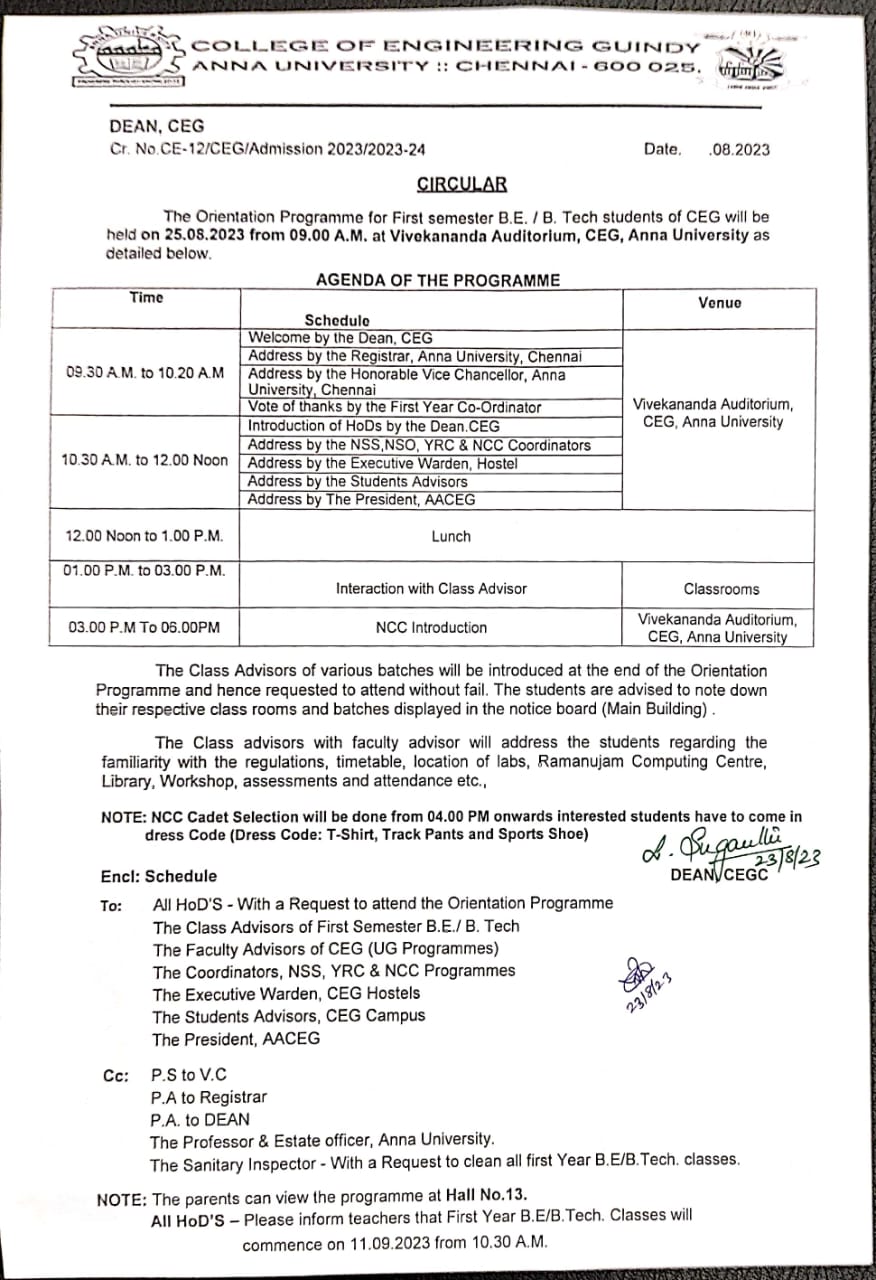 COLLEGE OF ENGINEERING GUINDY
ANNA UNIVERSITY :: CHENNAI - 600 025.
DEAN, CEG
Cr. No.CE-12/CEG/Admission 2023/2023-24
Date. .08.2023
CIRCULAR
The Orientation Programme for First semester B.E. / B. Tech students of CEG will be
held on 25.08.2023 from 09.00 A.M. at Vivekananda Auditorium, CEG, Anna University as
detailed below.
AGENDA OF THE PROGRAMME
Time
Schedule
Venue
09.30 A.M. to 10.20 A.M
Welcome by the Dean, CEG
Address by the Registrar, Anna University, Chennai
Address by the Honorable Vice Chancellor, Anna
University, Chennai
Vote of thanks by the First Year Co-Ordinator
Vivekananda Auditorium,
CEG, Anna University
10.30 A.M. to 12.00 Noon
Introduction of HoDs by the Dean.CEG
Address by the NSS,NSO, YRC & NCC Coordinators
Address by the Executive Warden, Hostel
Address by the Students Advisors
Address by The President, AACEG
12.00 Noon to 1.00 P.M.
Lunch
01.00 P.M. to 03.00 P.M.
Interaction with Class Advisor
Classrooms
03.00 P.M To 06.00PM
NCC Introduction
Vivekananda Auditorium,
CEG, Anna University
The Class Advisors of various batches will be introduced at the end of the Orientation
Programme and hence requested to attend without fail. The students are advised to note down
their respective class rooms and batches displayed in the notice board (Main Building) .
The Class advisors with faculty advisor will address the students regarding the
familiarity with the regulations, timetable, location of labs, Ramanujam Computing Centre,
Library, Workshop, assessments and attendance etc.,
NOTE: NCC Cadet Selection will be done from 04.00 PM onwards interested students have to come in
dress Code (Dress Code: T-Shirt, Track Pants and Sports Shoe)
23/8/23
DEAN, CEGC
Encl: Schedule
To: All HoD'S - With a Request to attend the Orientation Programme
The Class Advisors of First Semester B.E./ B. Tech
The Faculty Advisors of CEG (UG Programmes)
The Coordinators, NSS, YRC & NCC Programmes
The Executive Warden, CEG Hostels
The Students Advisors, CEG Campus
The President, AACEG
23/8/23
Cc: P.S to V.C
P.A to Registrar
P.A. to DEAN
The Professor & Estate officer, Anna University.
The Sanitary Inspector - With a Request to clean all first Year B.E/B.Tech. classes.
NOTE: The parents can view the programme at Hall No.13.
All HoD'S – Please inform teachers that First Year B.E/B.Tech. Classes will
commence on 11.09.2023 from 10.30 A.M.